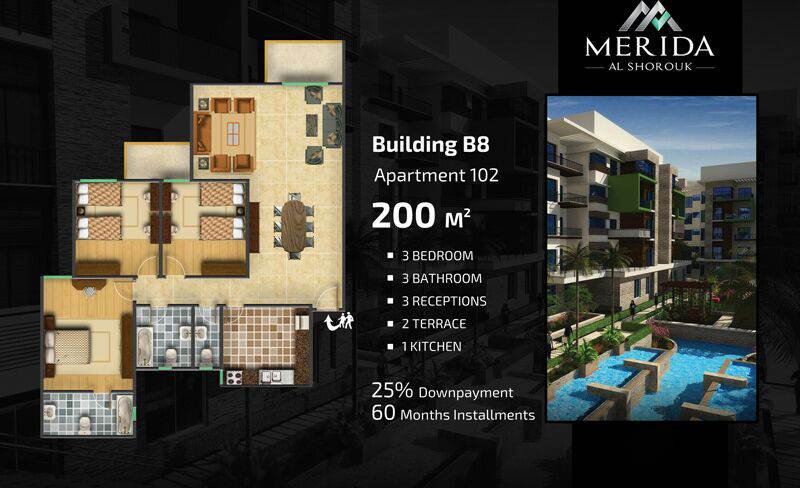 MERIDA
AL SHOROUK
Building B8
Apartment 102
200 M²
3 BEDROOM
3 BATHROOM
3 RECEPTIONS
2 TERRACE
1 KITCHEN
25% Downpayment
60 Months Installments